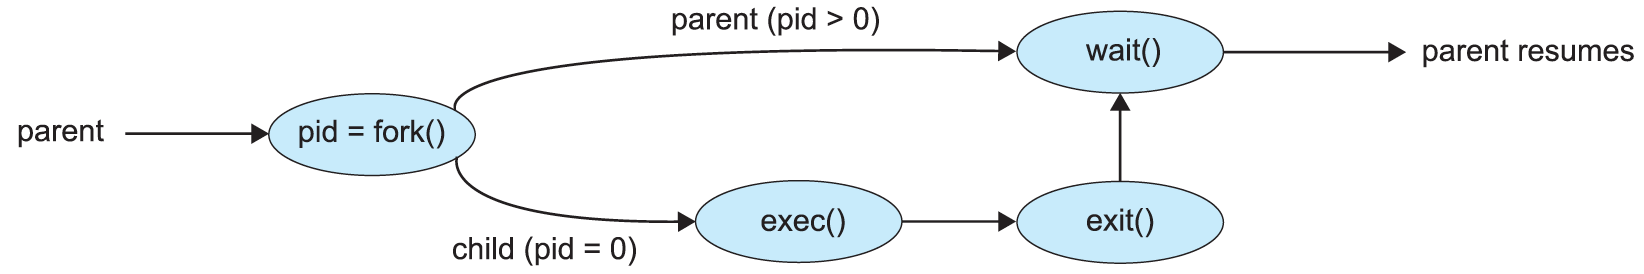 parent (pid > 0)
wait()
parent resumes
parent
pid = fork()
exec()
exit()
child (pid = 0)